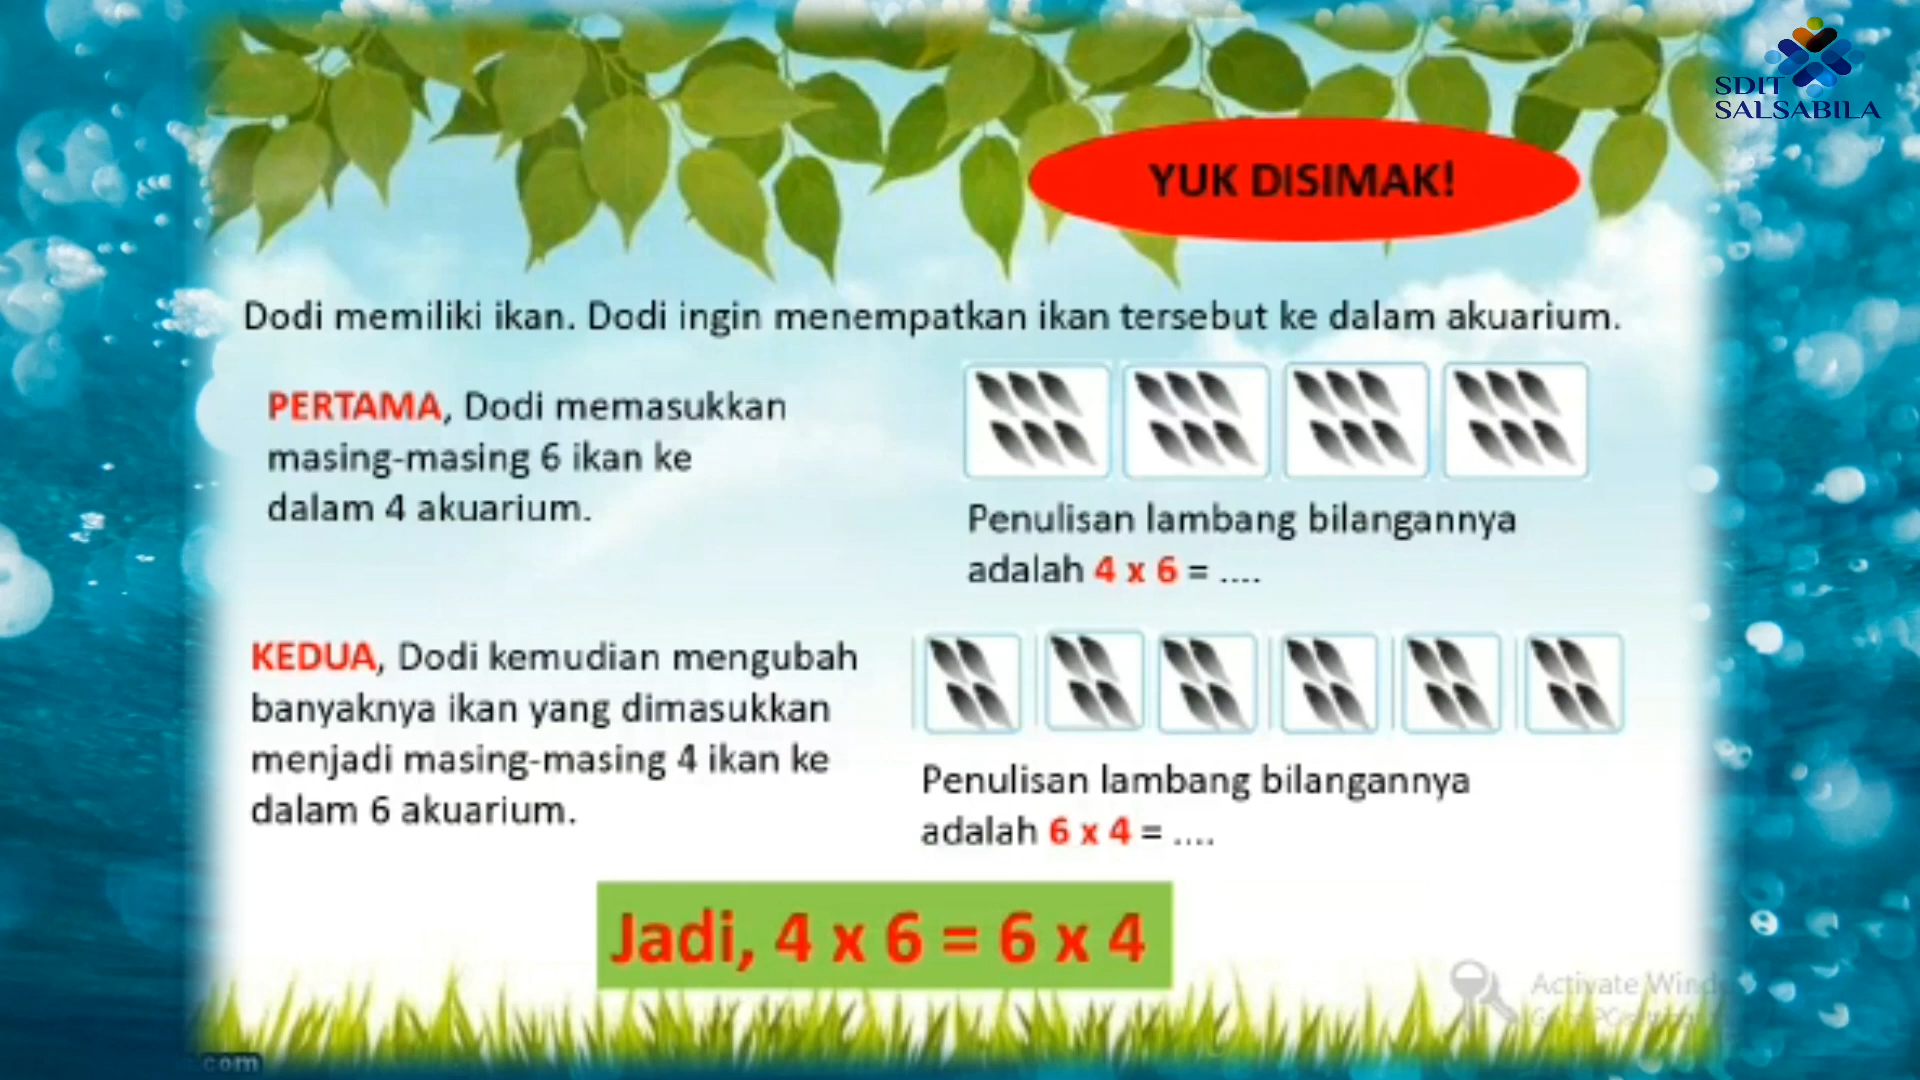 SDIT
SALSABILA
YUK DISIMAK!
Dodi memiliki ikan. Dodi ingin menempatkan ikan tersebut ke dalam akuarium.
PERTAMA, Dodi memasukkan
masing-masing 6 ikan ke
dalam 4 akuarium.
Penulisan lambang bilangannya
adalah 4 x 6 = ....
KEDUA, Dodi kemudian mengubah
banyaknya ikan yang dimasukkan
menjadi masing-masing 4 ikan ke
dalam 6 akuarium.
Penulisan lambang bilangannya
adalah 6 x 4 = ....
Jadi, 4 x 6 = 6 x 4
Activate
com